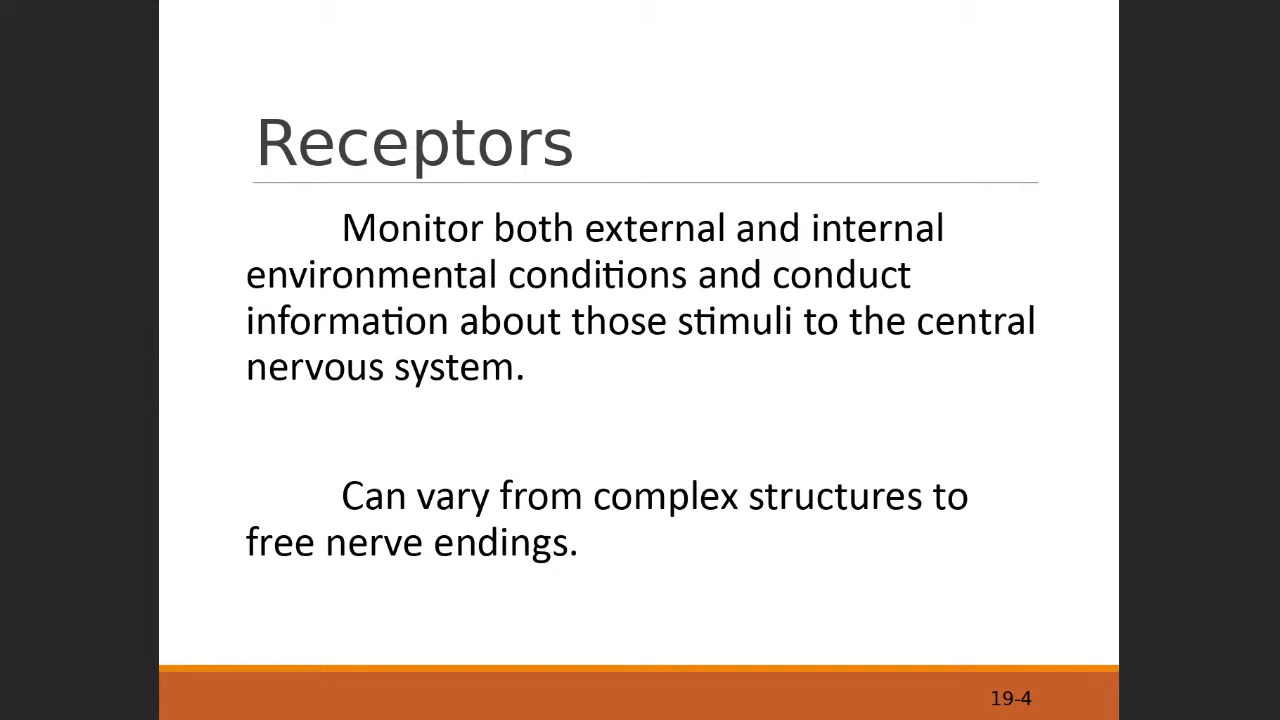 Receptors
Monitor both external and internal
environmental conditions and conduct
information about those stimuli to the central
nervous system.
Can vary from complex structures to
free nerve endings.
19-4